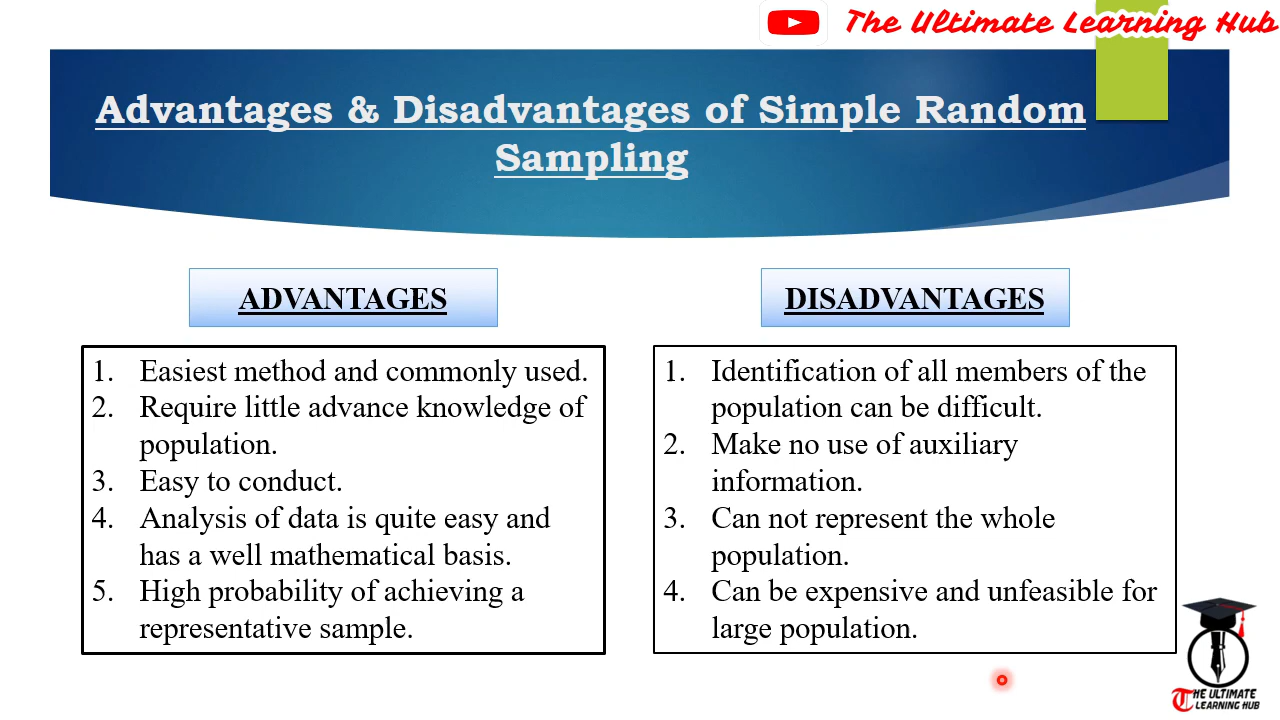 The Ultimate Learning Hub
Advantages & Disadvantages of Simple Random
Sampling
ADVANTAGES
1. Easiest method and commonly used.
2. Require little advance knowledge of
population.
3. Easy to conduct.
4. Analysis of data is quite easy and
has a well mathematical basis.
5. High probability of achieving a
representative sample.
DISADVANTAGES
1. Identification of all members of the
population can be difficult.
2. Make no use of auxiliary
information.
3. Can not represent the whole
population.
4. Can be expensive and unfeasible for
large population.
THE ULTIMATE
LEARNING HUB